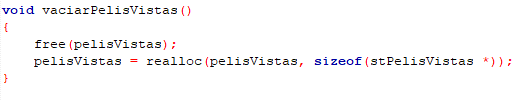 void vaciarPelisVistas()
{
    free(pelisVistas);
    pelisVistas = realloc(pelisVistas, sizeof(stPelisVistas *));
}